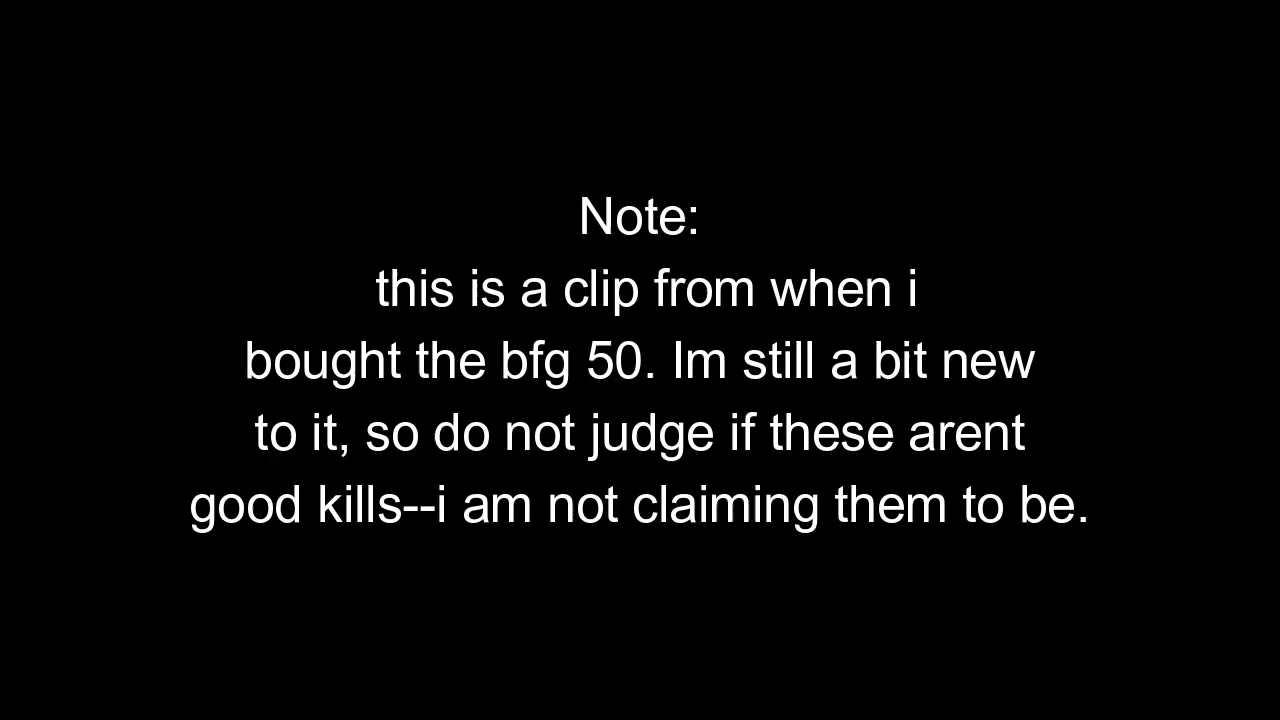 Note:
this is a clip from when i
bought the bfg 50. Im still a bit new
to it, so do not judge if these arent
good kills--i am not claiming them to be.